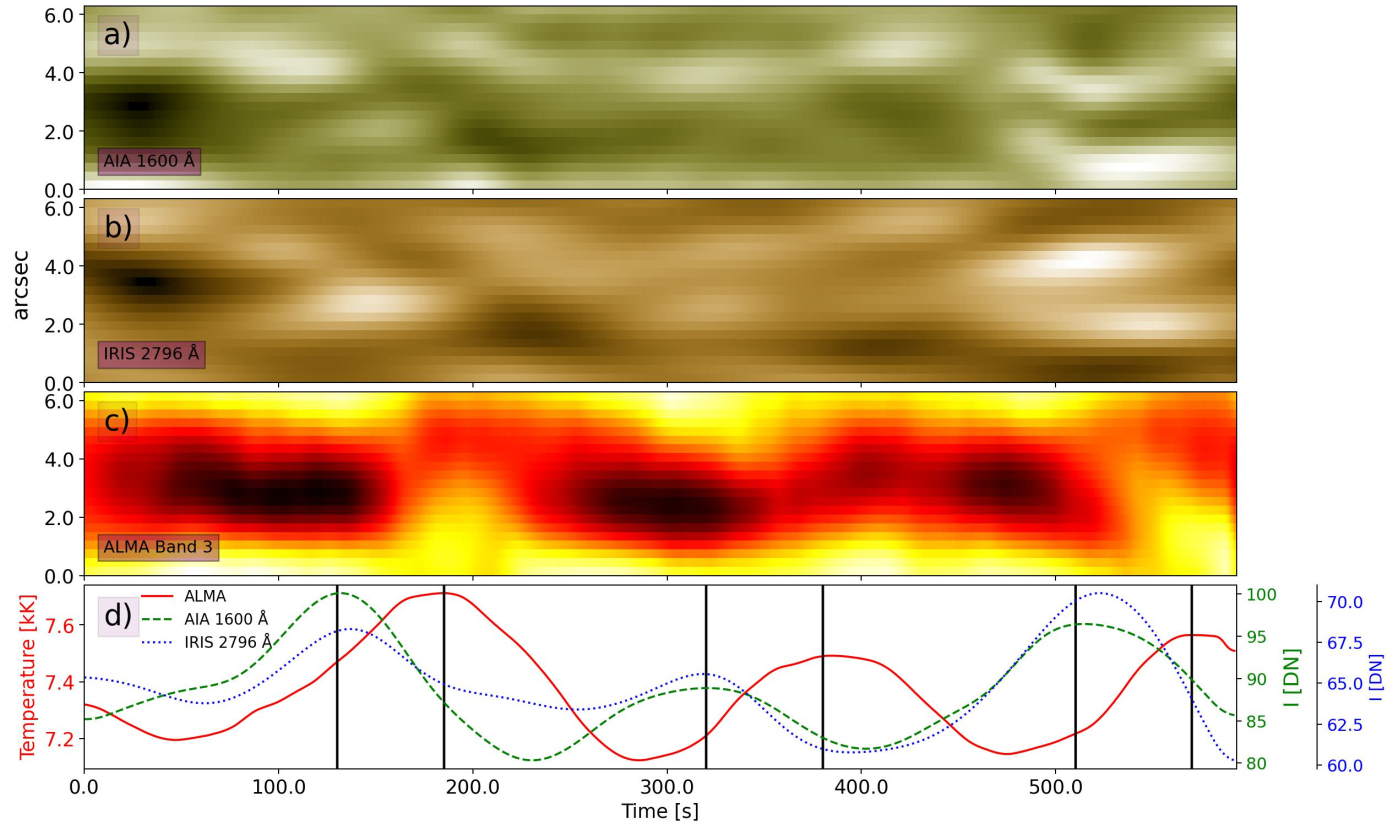 6.0
a)
4.0
2.0
AIA 1600 Å
0.0
6.0
b)
4.0
arcsec
2.0
IRIS 2796 Å
0.0
6.0
c)
4.0
2.0
ALMA Band 3
0.0
d)
ALMA
AIA 1600 Å
IRIS 2796 Å
Temperature [kK]
7.6
7.4
7.2
100
95
90
85
80
I [DN]
70.0
67.5
65.0
62.5
60.0
I [DN]
0.0 100.0 200.0 300.0 400.0 500.0
Time [s]